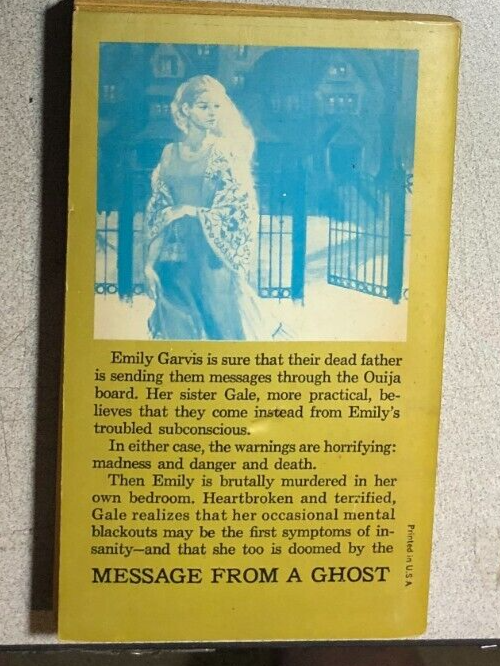 Emily Garvis is sure that their dead father
is sending them messages through the Ouija
board. Her sister Gale, more practical, be-
lieves that they come instead from Emily's
troubled subconscious.
In either case, the warnings are horrifying:
madness and danger and death.
Then Emily is brutally murdered in her
own bedroom. Heartbroken and terrified,
Gale realizes that her occasional mental
blackouts may be the first symptoms of in-
sanity—and that she too is doomed by the
MESSAGE FROM A GHOST
Printed in U.S.A